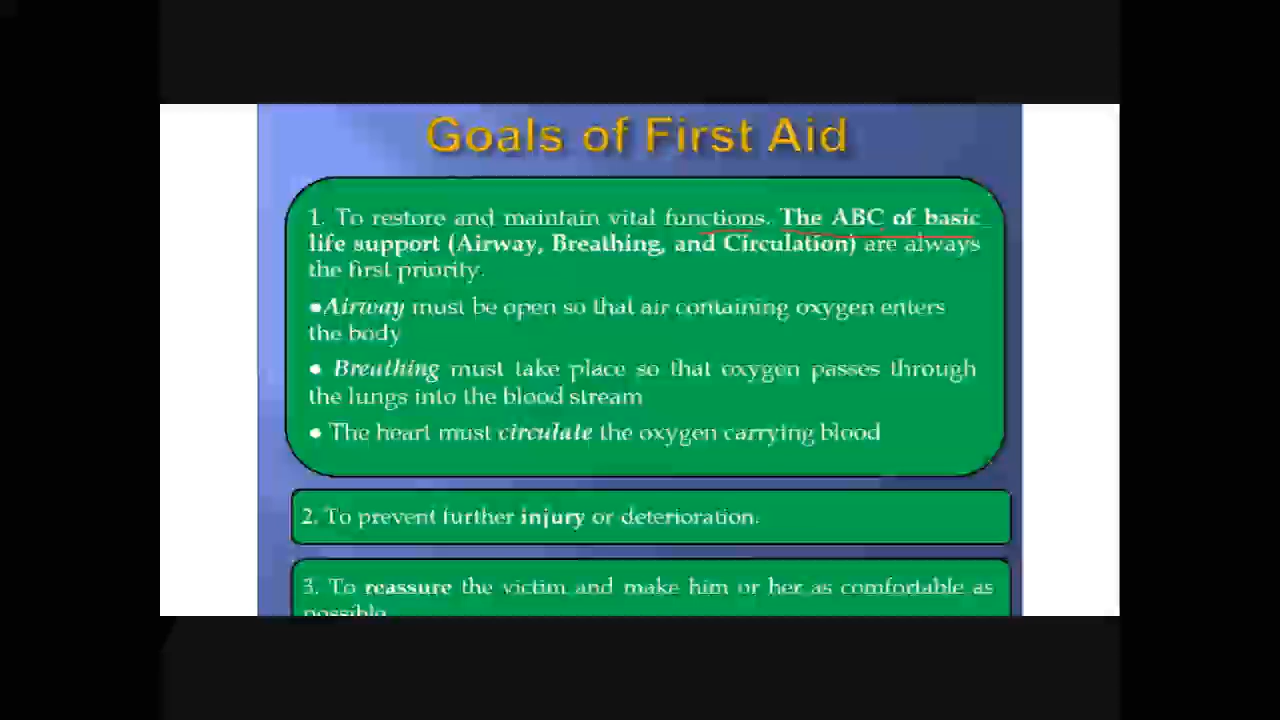 Goals of First Aid
1. To restore and maintain vital functions. The ABC of basic
life support (Airway, Breathing, and Circulation) are always
the first priority.
●Airway must be open so that air containing oxygen enters
the body
● Breathing must take place so that oxygen passes through
the lungs into the blood stream
● The heart must circulate the oxygen carrying blood
2. To prevent further injury or deterioration.
3. To reassure the victim and make him or her as comfortable as
possible